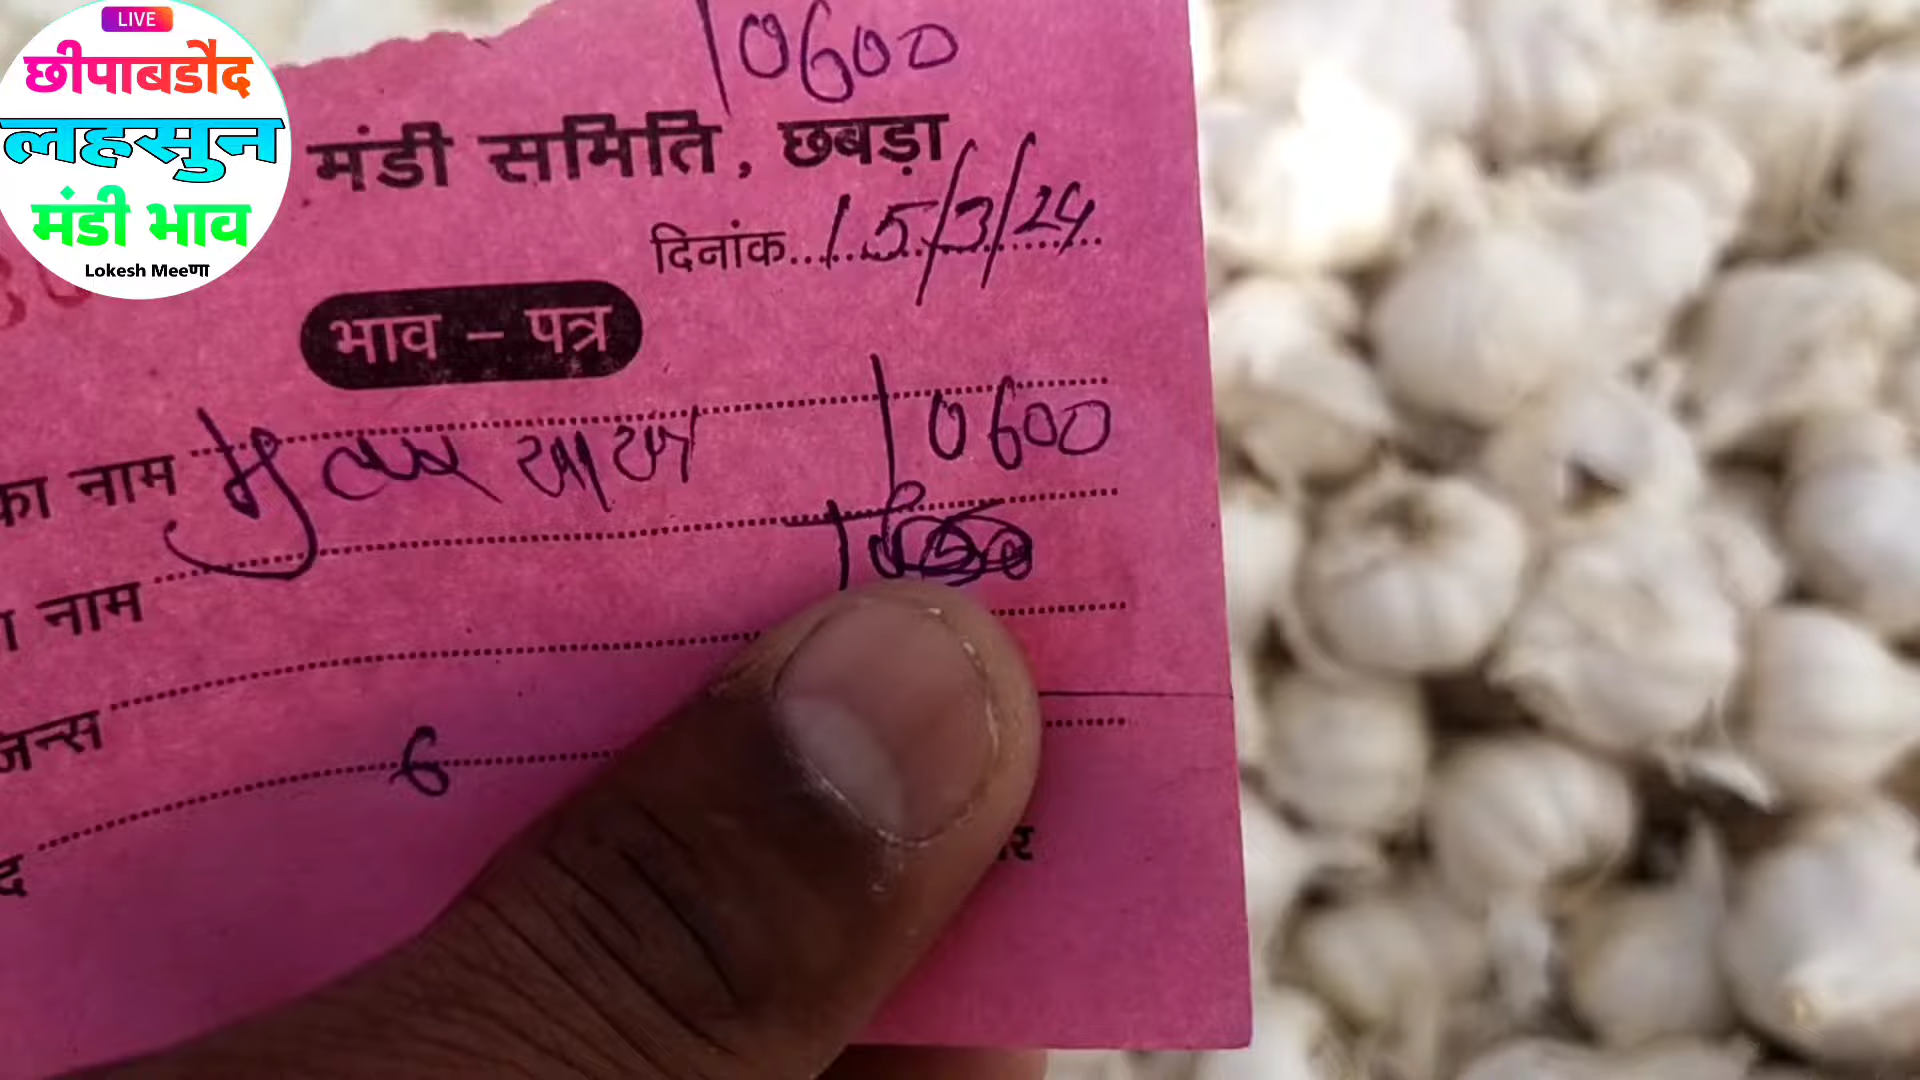 LIVE
छीपाबडौद
लहसुन
मंडी भाव
Lokesh Meeणा
10600
मंडी समिति, छबड़ा
दिनांक 15/3/24
भाव – पत्र
का नाम
10600
नाम
जिन्स
6